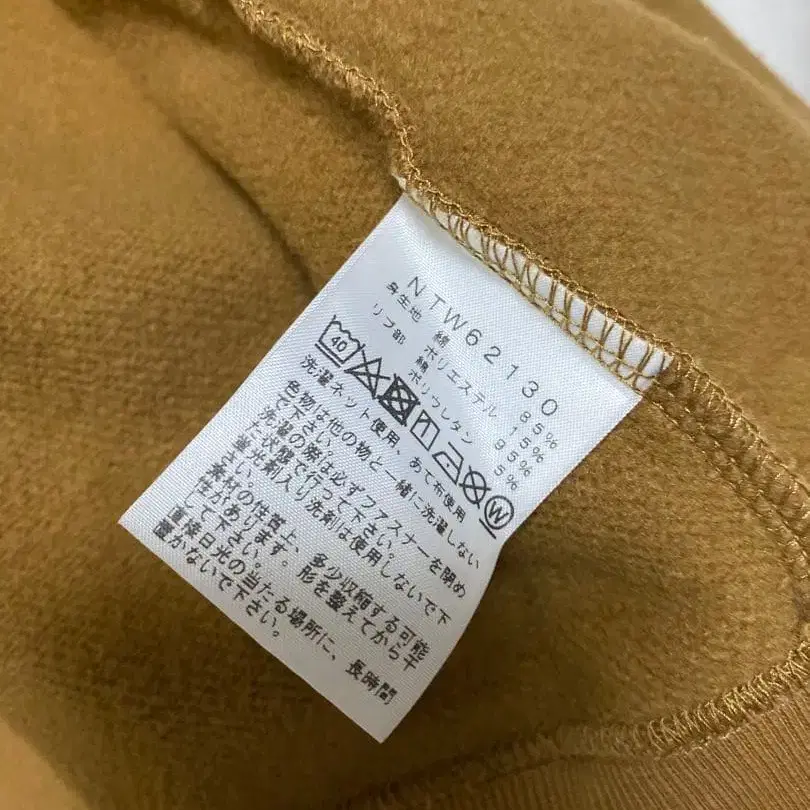 NTW62130
身生地 綿 85%
ポリエステル 15%
リブ部 綿 95%
ポリウレタン 5%
40 W
洗濯ネット使用、あて布使用
色物は他の物と一緒に洗濯しない
で下さい。
洗濯の際は必ずファスナーを閉め
た状態で行って下さい。
蛍光剤入り洗剤は使用しないで下
さい。
素材の性質上、多少収縮する可能
性があります。形を整えてから干
して下さい。
直接日光の当たる場所に、長時間
置かないで下さい。